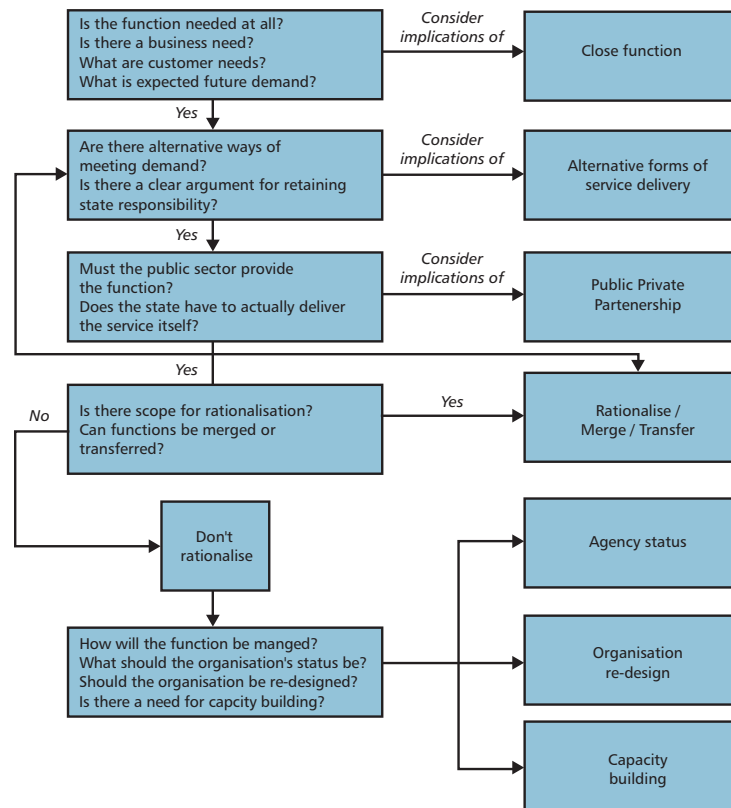 Is the function needed at all?
Is there a business need?
What are customer needs?
What is expected future demand?
Consider
implications of
Close function
Yes
Are there alternative ways of
meeting demand?
Is there a clear argument for retaining
state responsibility?
Consider
implications of
Alternative forms of
service delivery
Yes
Must the public sector provide
the function?
Does the state have to actually deliver
the service itself?
Consider
implications of
Public Private
Partenership
Yes
No
Is there scope for rationalisation?
Can functions be merged or
transferred?
Yes
Rationalise /
Merge / Transfer
Don't
rationalise
Agency status
How will the function be manged?
What should the organisation's status be?
Should the organisation be re-designed?
Is there a need for capcity building?
Organisation
re-design
Capacity
building